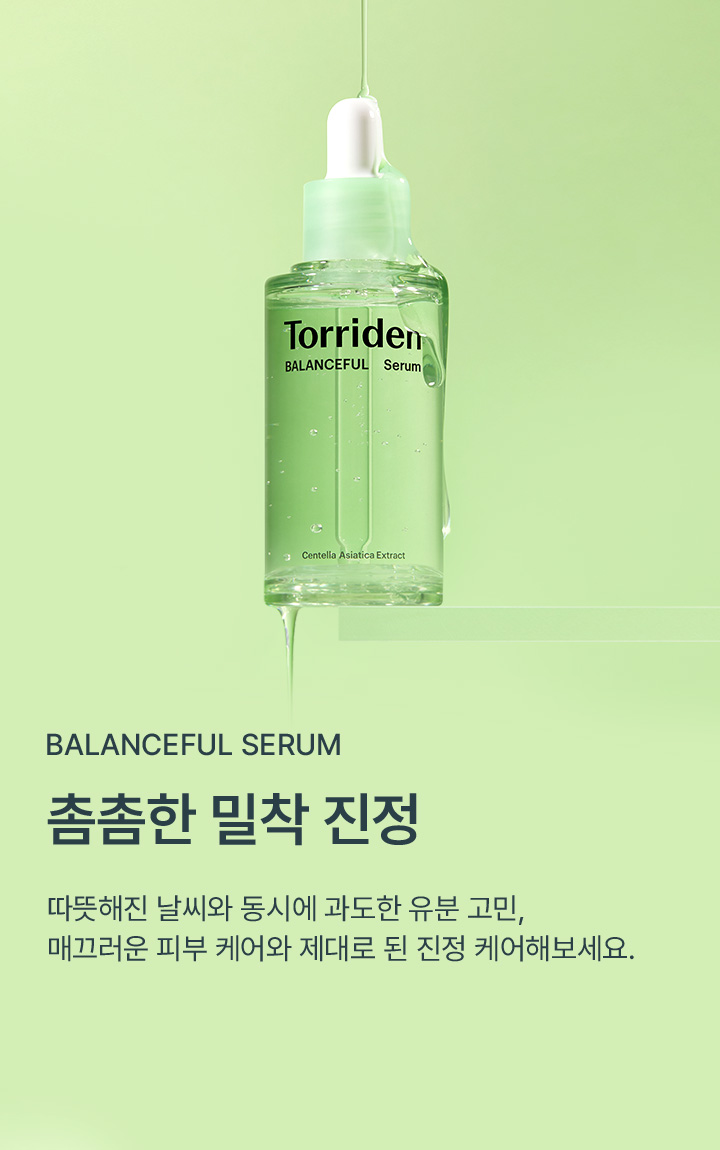 Torriden
BALANCEFUL Serum
Centella Asiatica Extract
BALANCEFUL SERUM
촘촘한 밀착 진정
따뜻해진 날씨와 동시에 과도한 유분 고민,
매끄러운 피부 케어와 제대로 된 진정 케어해보세요.